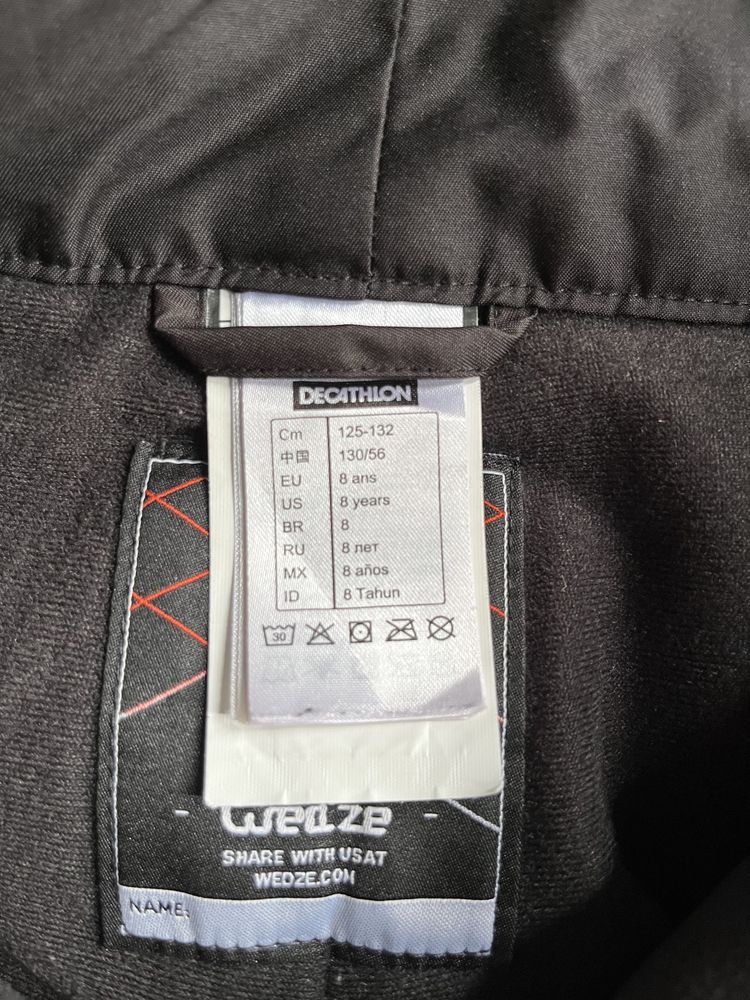 DECATHLON
Cm 125-132
中国 130/56
EU 8 ans
US 8 years
BR 8
RU 8 лет
MX 8 años
ID 8 Tahun
30
- Wedze -
SHARE WITH USAT
WEDZE.COM
NAME: